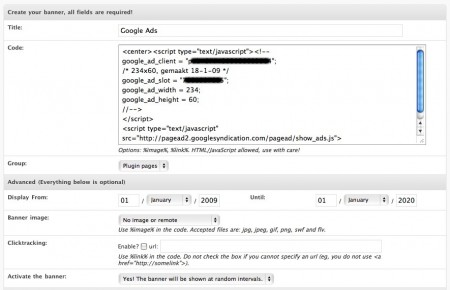 Create your banner, all fields are required!
Title:
Google Ads
Code:
<center><script type="text/javascript"><!--
google_ad_client = "p
/* 234x60, gemaakt 18-1-09 */
google_ad_slot = "
google_ad_width = 234;
google_ad_height = 60;
//-->
</script>
<script type="text/javascript"
src="http://pagead2.googlesyndication.com/pagead/show_ads.js">
Options: %image%, %link%. HTML/JavaScript allowed, use with care!
Group:
Plugin pages
Advanced (Everything below is optional)
Display From:
01 / January / 2009
Until:
01 / January / 2020
Banner image:
No image or remote
Use %image% in the code. Accepted files are: jpg, jpeg, gif, png, swf and flv.
Clicktracking:
Enable? url:
Use %link% in the code. Do not check the box if you cannot specify an url (eg, you do not use <a
href="http://somelink">).
Activate the banner:
Yes! The banner will be shown at random intervals.